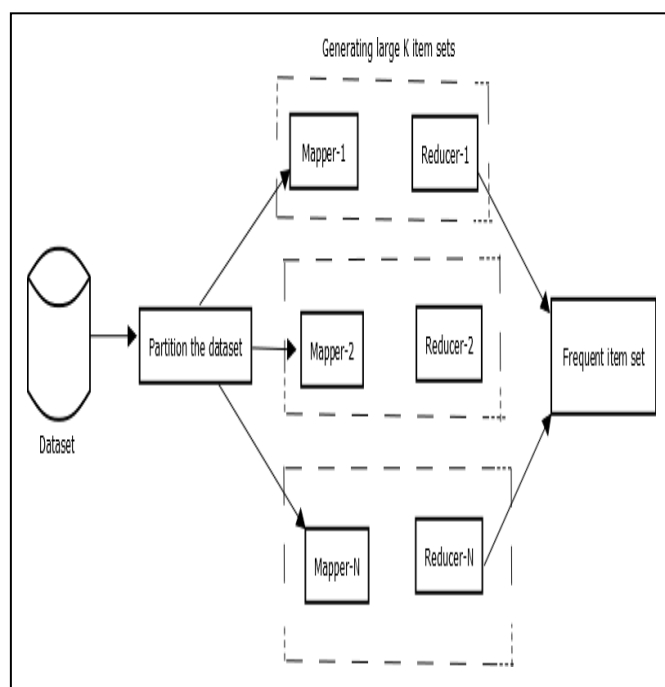 Generating large K item sets
Mapper-1
Reducer-1
Partition the dataset
Mapper-2
Reducer-2
Frequent item set
Dataset
Mapper-N
Reducer-N